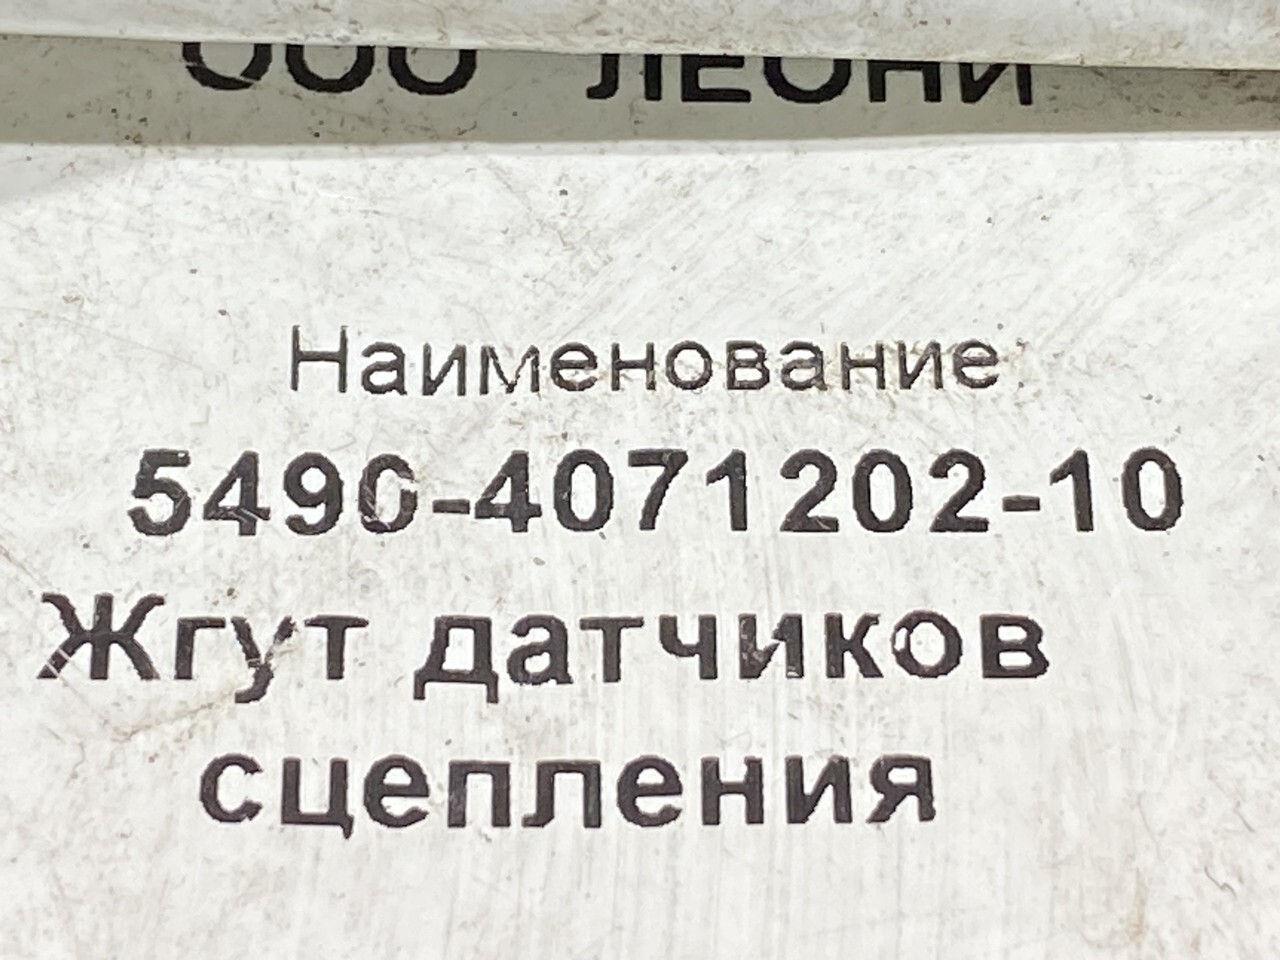 ООО ЛЕОНИ
Наименование
5490-4071202-10
Жгут датчиков
сцепления